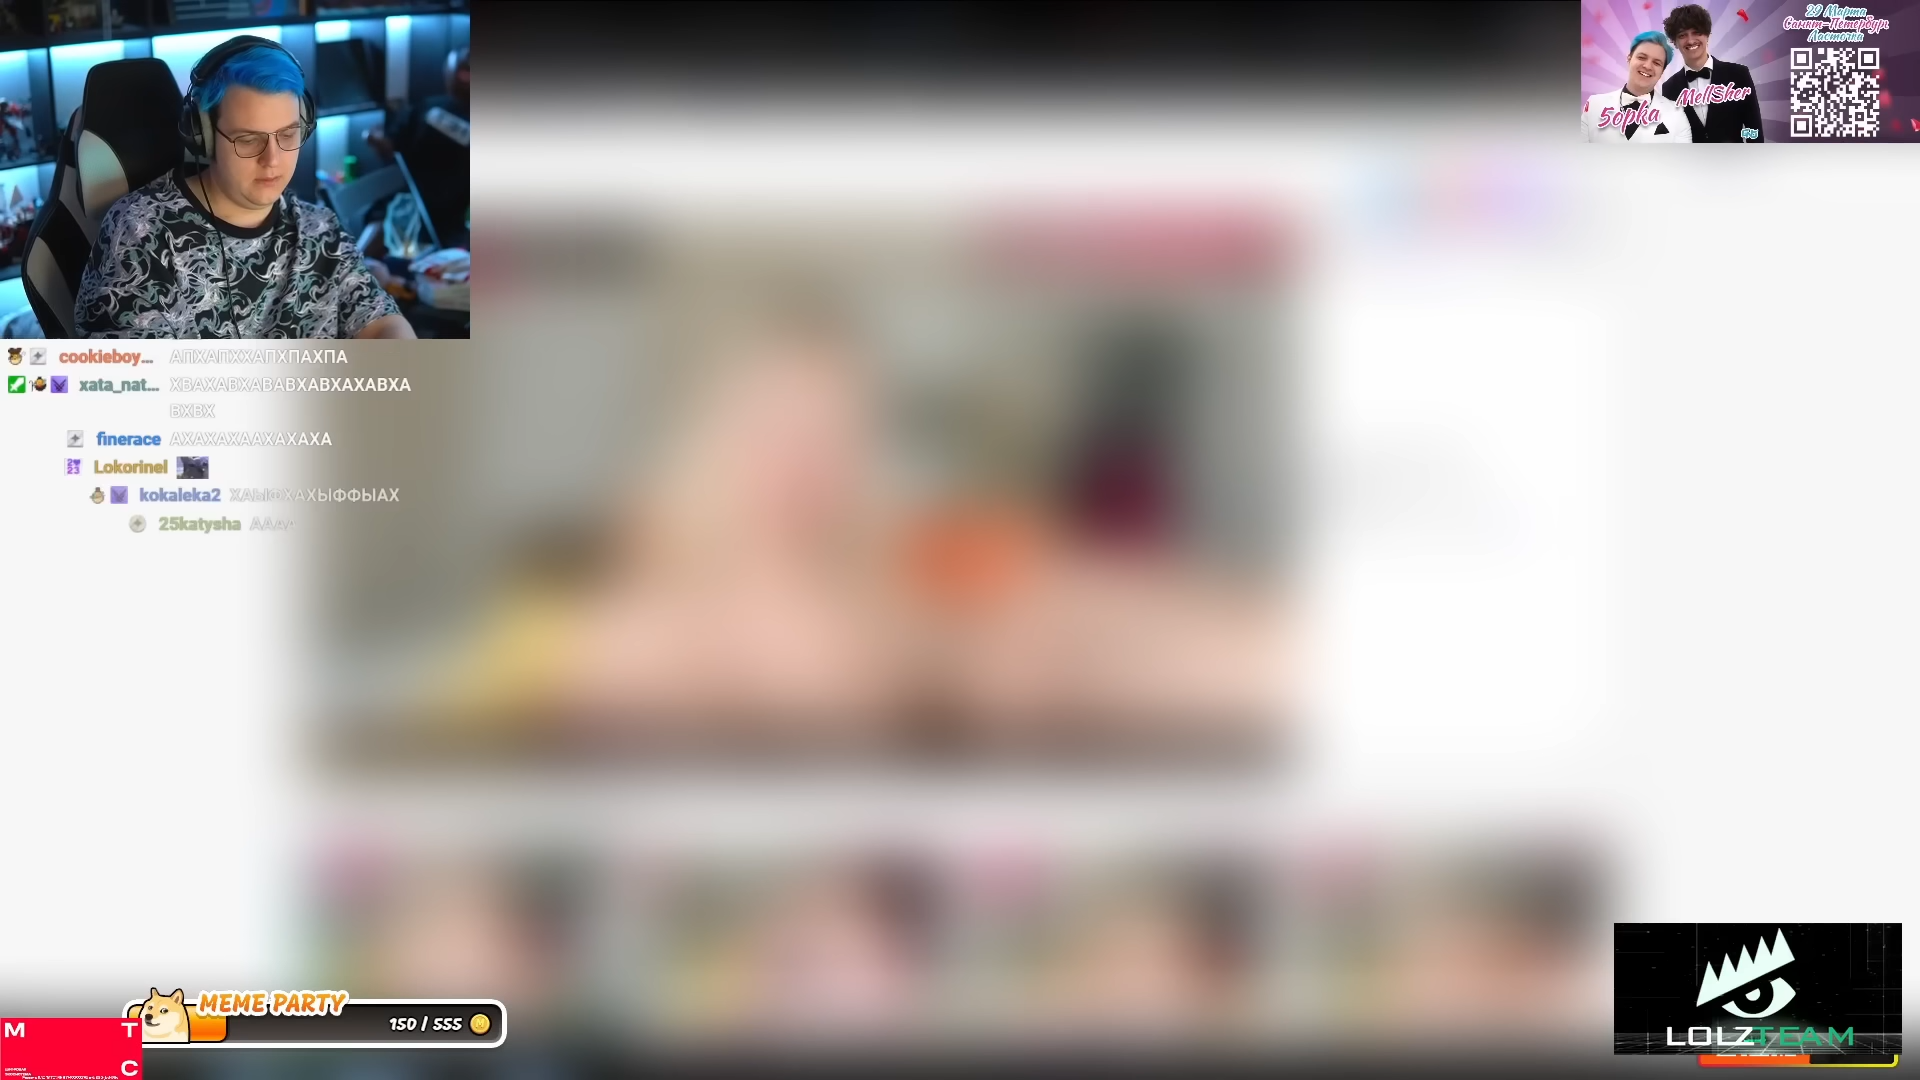 29 Марта
Санкт-Петербург
Ласточка
5opka
MellSher
cookieboy... АПХАПХХАПХПАХПА
xata_nat... ХВАХАВХАВАВХАВХАХАВХА
ВХВХ
finerace АХАХАХААХАХАХА
Lokorinel
kokaleka2 ХАЫФХАХЫФФЫАХ
25katysha АААА
MEME PARTY
150 / 555
М Т
С
LOLZTEAM